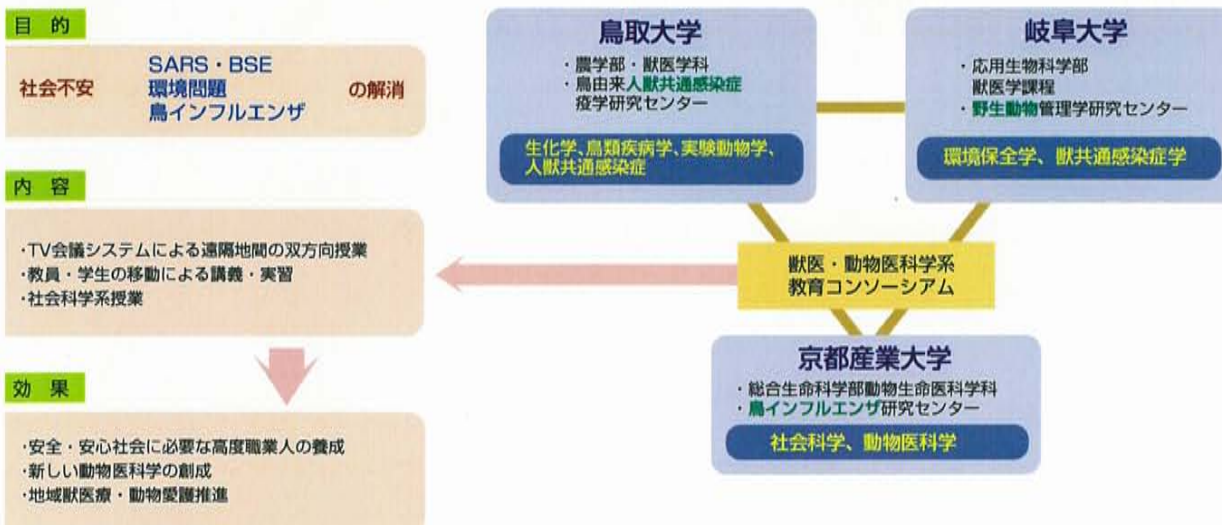 目 的
社会不安
SARS・BSE
環境問題
鳥インフルエンザ
の解消
内 容
・TV会議システムによる遠隔地間の双方向授業
・教員・学生の移動による講義・実習
・社会科学系授業
効 果
・安全・安心社会に必要な高度職業人の養成
・新しい動物医科学の創成
・地域獣医療・動物愛護推進
鳥取大学
・農学部・獣医学科
・鳥由来人獣共通感染症
疫学研究センター
生化学、鳥類疾病学、実験動物学、
人獣共通感染症
岐阜大学
・応用生物科学部
獣医学課程
・野生動物管理学研究センター
環境保全学、獣共通感染症学
獣医・動物医科学系
教育コンソーシアム
京都産業大学
・総合生命科学部動物生命医科学科
・鳥インフルエンザ研究センター
社会科学、動物医科学